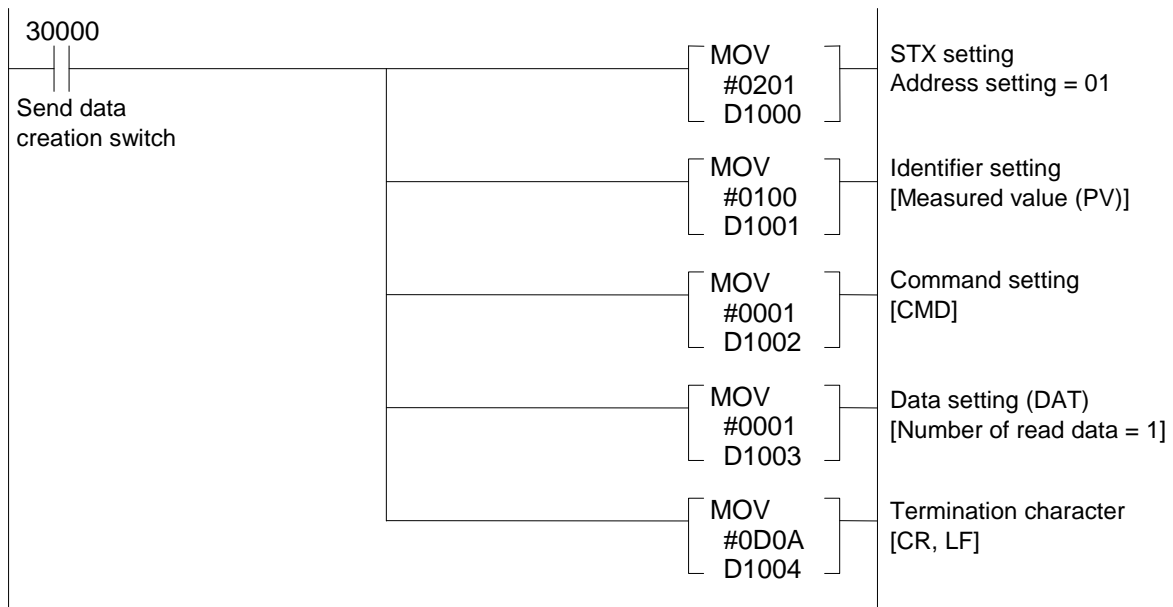 30000
Send data
creation switch
MOV
#0201
D1000
STX setting
Address setting = 01
MOV
#0100
D1001
Identifier setting
[Measured value (PV)]
MOV
#0001
D1002
Command setting
[CMD]
MOV
#0001
D1003
Data setting (DAT)
[Number of read data = 1]
MOV
#0D0A
D1004
Termination character
[CR, LF]